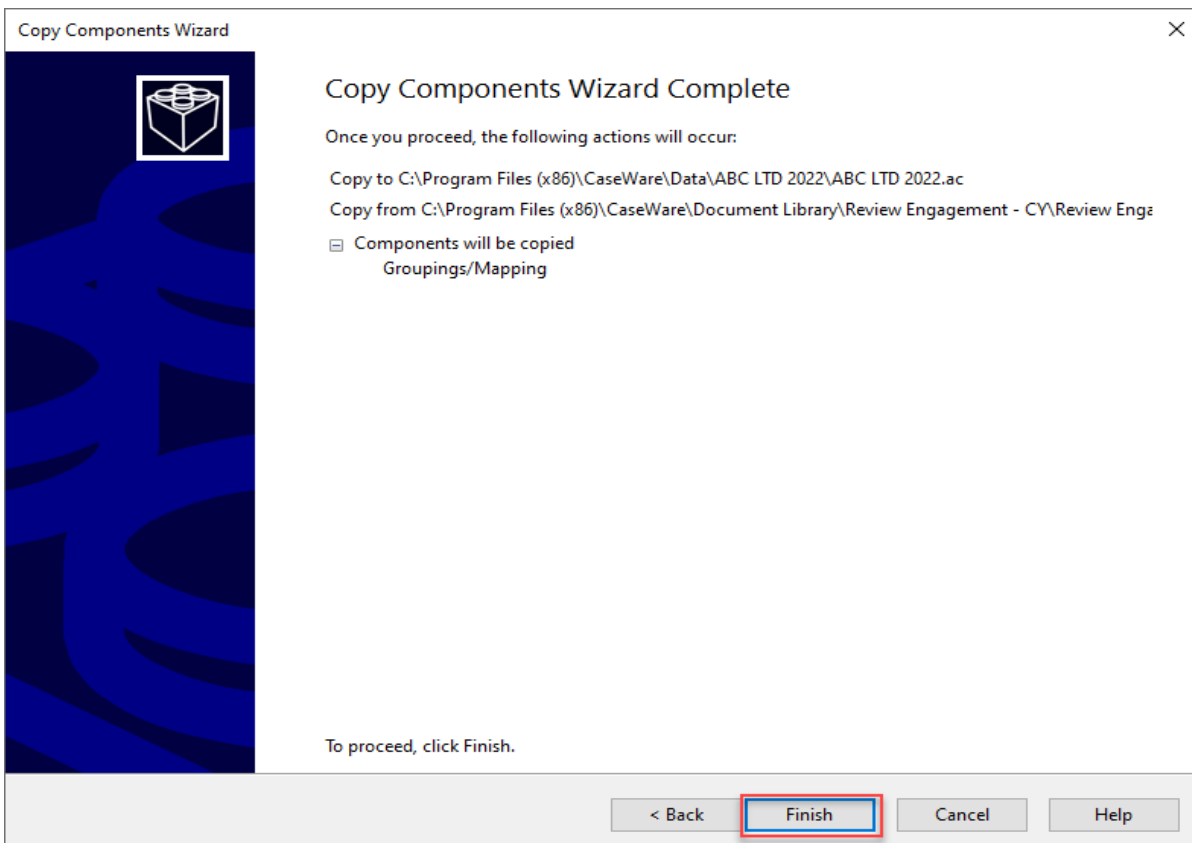 Copy Components Wizard
Copy Components Wizard Complete
Once you proceed, the following actions will occur:
Copy to C:\Program Files (x86)\CaseWare\Data\ABC LTD 2022\ABC LTD 2022.ac
Copy from C:\Program Files (x86)\CaseWare\Document Library\Review Engagement - CY\Review Enga
Components will be copied
Groupings/Mapping
To proceed, click Finish.
< Back Finish Cancel Help